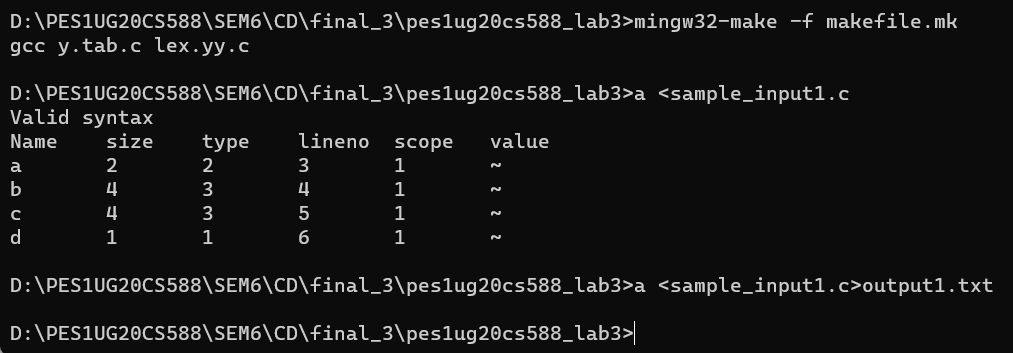 D:\PES1UG20CS588\SEM6\CD\final_3\pes1ug20cs588_lab3>mingw32-make -f makefile.mk
gcc y.tab.c lex.yy.c
D:\PES1UG20CS588\SEM6\CD\final_3\pes1ug20cs588_lab3>a <sample_input1.c
Valid syntax
Name    size    type    lineno  scope   value
a       2       2       3       1       ~
b       4       3       4       1       ~
c       4       3       5       1       ~
d       1       1       6       1       ~
D:\PES1UG20CS588\SEM6\CD\final_3\pes1ug20cs588_lab3>a <sample_input1.c>output1.txt
D:\PES1UG20CS588\SEM6\CD\final_3\pes1ug20cs588_lab3>